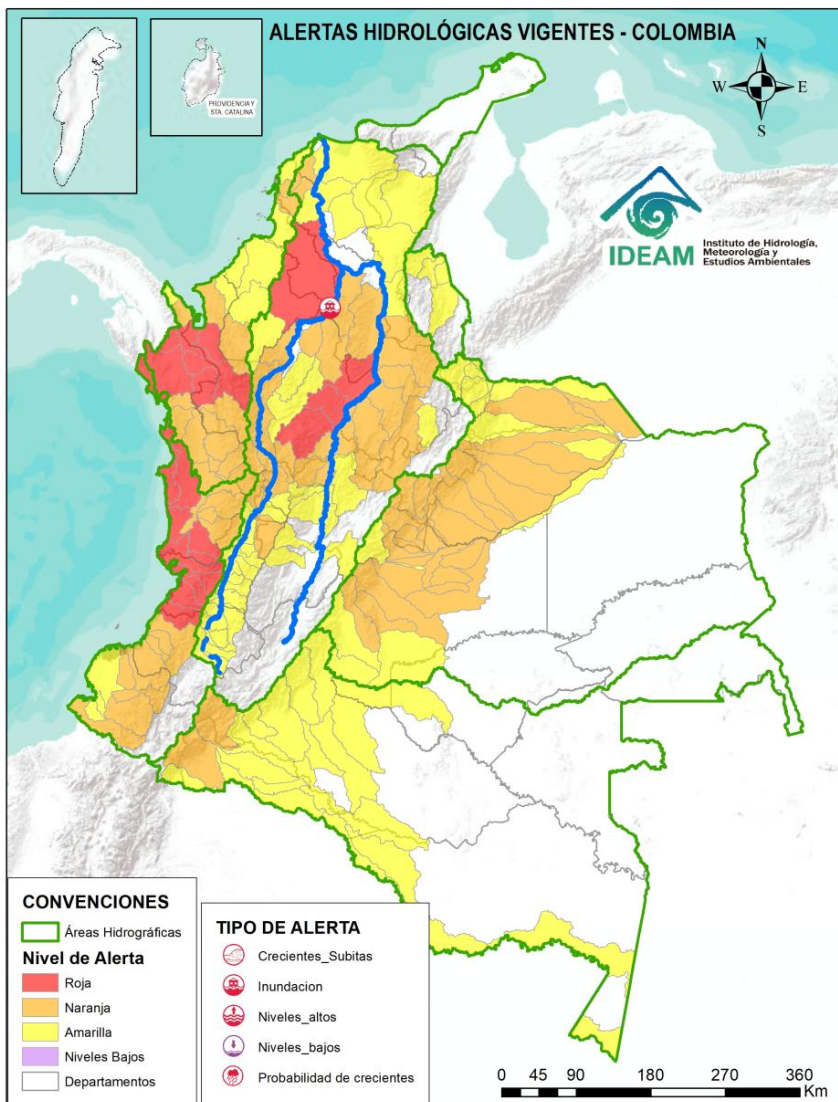 ALERTAS HIDROLÓGICAS VIGENTES - COLOMBIA
PROVIDENCIA Y
STA. CATALINA
N
W E
S
IDEAM
Instituto de Hidrología,
Meteorología y
Estudios Ambientales
CONVENCIONES
Áreas Hidrográficas
Nivel de Alerta
Roja
Naranja
Amarilla
Niveles Bajos
Departamentos
TIPO DE ALERTA
Crecientes_Subitas
Inundacion
Niveles_altos
Niveles_bajos
Probabilidad de crecientes
0 45 90 180 270 360
Km